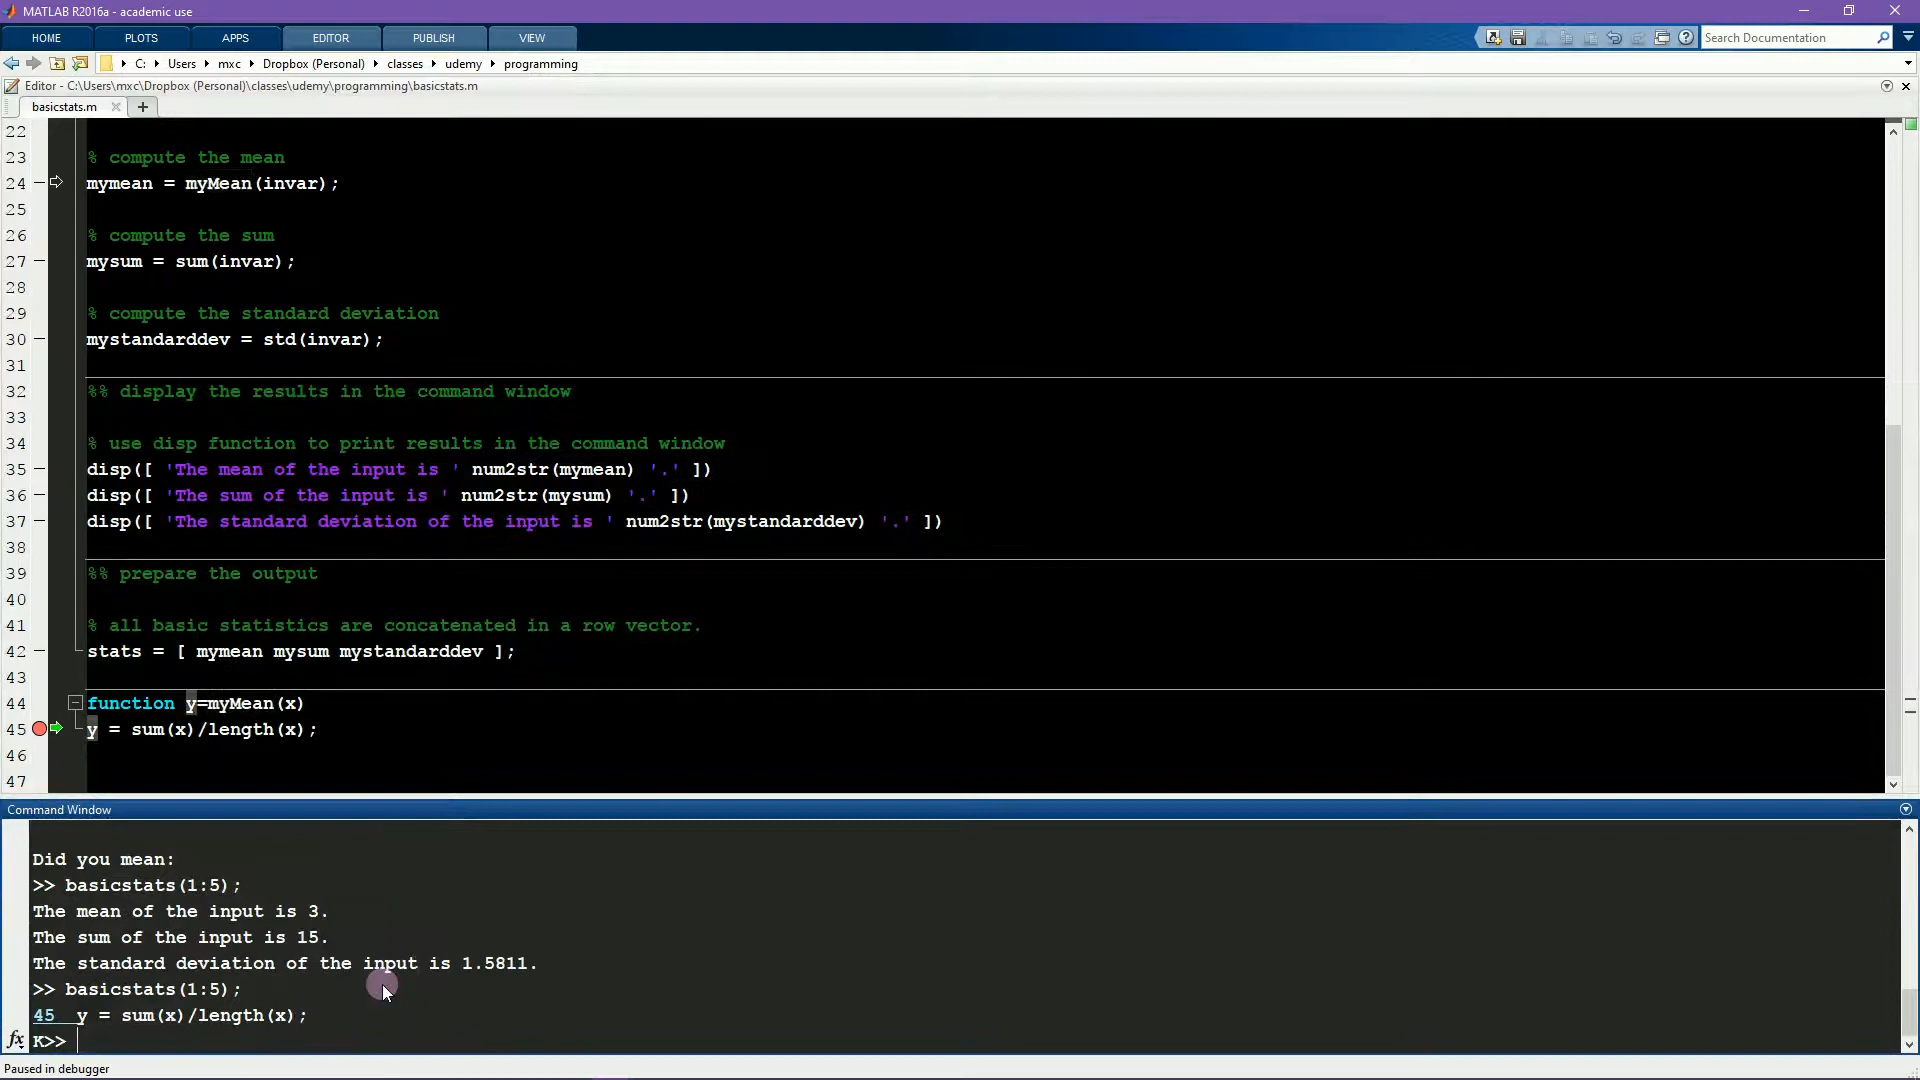 MATLAB R2016a - academic use
HOME PLOTS APPS EDITOR PUBLISH VIEW Search Documentation
C: Users mxc Dropbox (Personal) classes udemy programming
Editor - C:\Users\mxc\Dropbox (Personal)\classes\udemy\programming\basicstats.m
basicstats.m
22
23 % compute the mean
24 mymean = myMean(invar);
25
26 % compute the sum
27 mysum = sum(invar);
28
29 % compute the standard deviation
30 mystandarddev = std(invar);
31
32 %% display the results in the command window
33
34 % use disp function to print results in the command window
35 disp([ 'The mean of the input is ' num2str(mymean) '.' ])
36 disp([ 'The sum of the input is ' num2str(mysum) '.' ])
37 disp([ 'The standard deviation of the input is ' num2str(mystandarddev) '.' ])
38
39 %% prepare the output
40
41 % all basic statistics are concatenated in a row vector.
42 stats = [ mymean mysum mystandarddev ];
43
44 function y=myMean(x)
45 y = sum(x)/length(x);
46
47
Command Window
Did you mean:
>> basicstats(1:5);
The mean of the input is 3.
The sum of the input is 15.
The standard deviation of the input is 1.5811.
>> basicstats(1:5);
45 y = sum(x)/length(x);
fx K>>
Paused in debugger